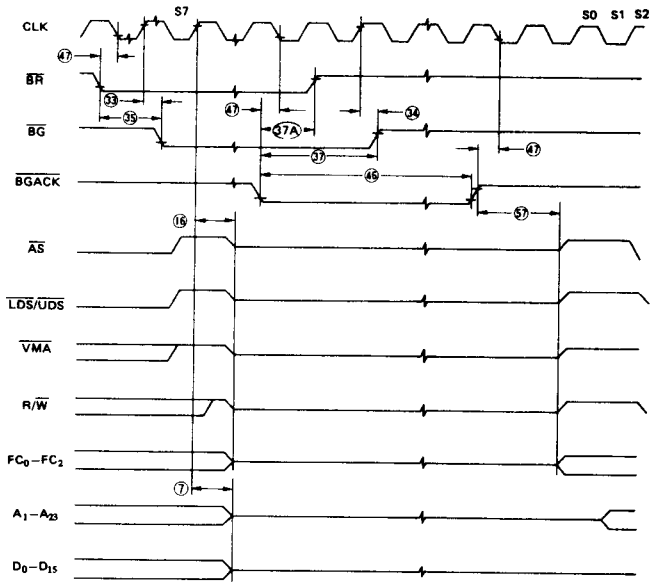 S7 S0 S1 S2
CLK
47
BR
33 47 34
35 37A
BG
37 47
46
BGACK
16 57
AS
LDS/UDS
VMA
R/W
FC0–FC2
7
A1–A23
D0–D15